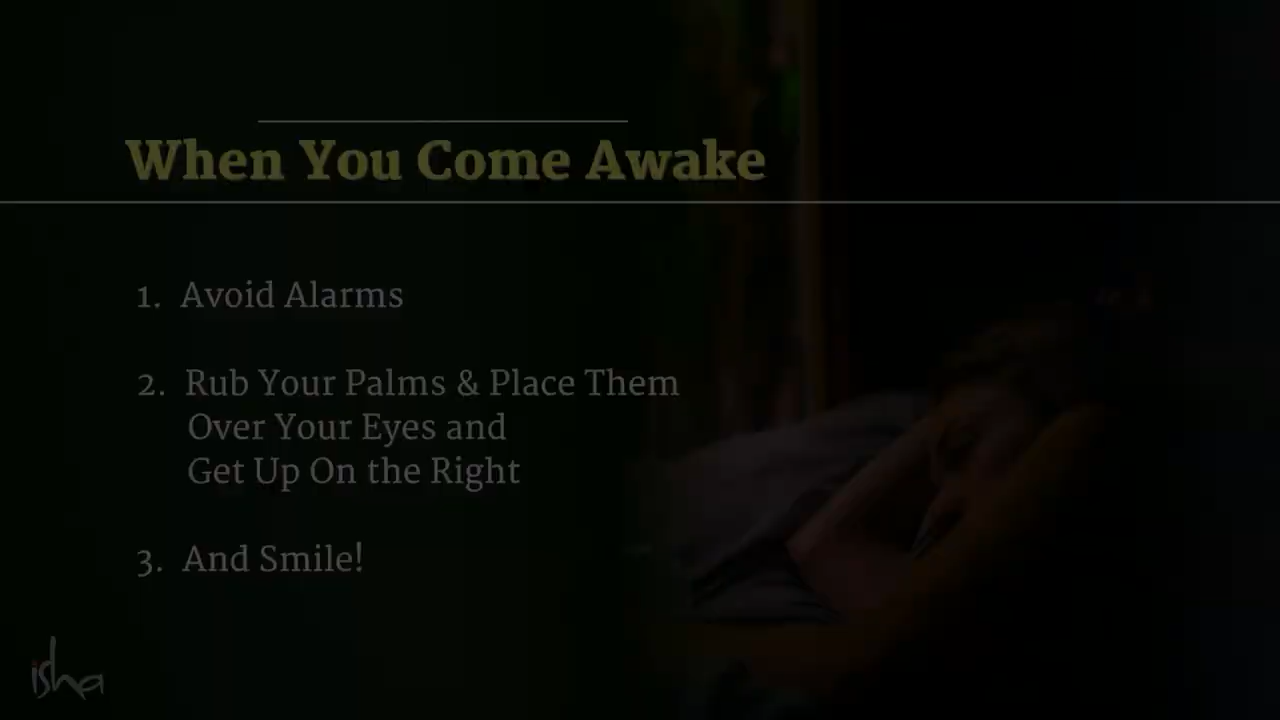 When You Come Awake
1. Avoid Alarms
2. Rub Your Palms & Place Them
Over Your Eyes and
Get Up On the Right
3. And Smile!
isha